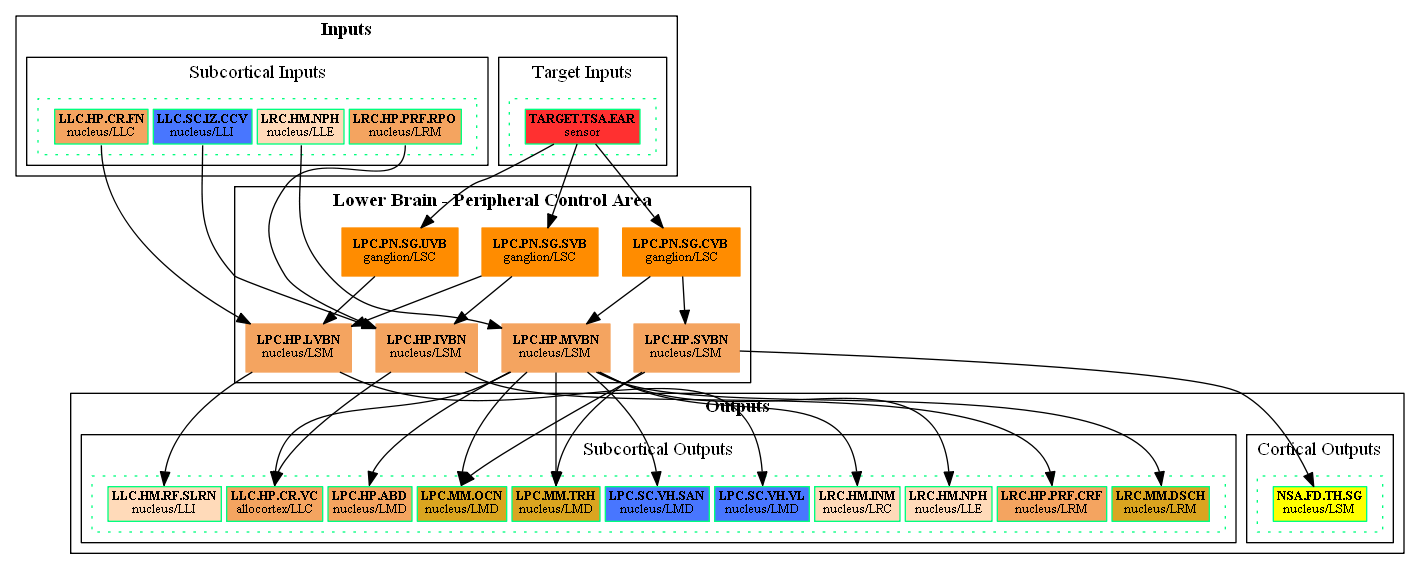 Inputs
Subcortical Inputs
Target Inputs
LLC.HP.CR.FN
nucleus/LLC
LLC.SC.IZ.CCV
nucleus/LLI
LRC.HM.NPH
nucleus/LLE
LRC.HP.PRF.RPO
nucleus/LRM
TARGET.TSA.EAR
sensor
Lower Brain - Peripheral Control Area
LPC.PN.SG.UVB
ganglion/LSC
LPC.PN.SG.SVB
ganglion/LSC
LPC.PN.SG.CVB
ganglion/LSC
LPC.HP.LVBN
nucleus/LSM
LPC.HP.IVBN
nucleus/LSM
LPC.HP.MVBN
nucleus/LSM
LPC.HP.SVBN
nucleus/LSM
Outputs
Subcortical Outputs
Cortical Outputs
LLC.HM.RF.SLRN
nucleus/LLI
LLC.HP.CR.VC
allocortex/LLC
LPC.HP.ABD
nucleus/LMD
LPC.MM.OCN
nucleus/LMD
LPC.MM.TRH
nucleus/LMD
LPC.SC.VH.SAN
nucleus/LMD
LPC.SC.VH.VL
nucleus/LMD
LRC.HM.INM
nucleus/LRC
LRC.HM.NPH
nucleus/LLE
LRC.HP.PRF.CRF
nucleus/LRM
LRC.MM.DSCH
nucleus/LRM
NSA.FD.TH.SG
nucleus/LSM